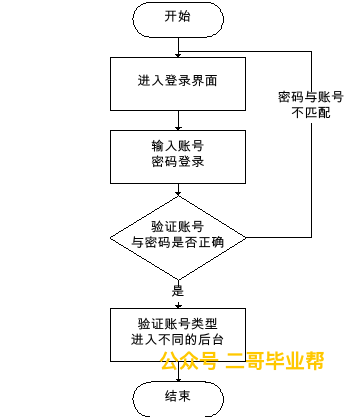 开始
进入登录界面
密码与账号
不匹配
输入账号
密码登录
验证账号
与密码是否正确
是
验证账号类型
进入不同的后台
公众号 二哥毕业帮
结束